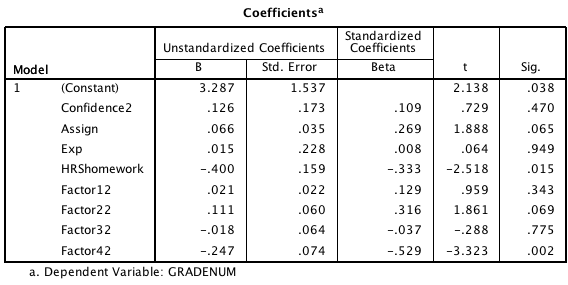 Coefficientsa
Unstandardized Coefficients Standardized Coefficients
Model B Std. Error Beta t Sig.
1 (Constant) 3.287 1.537 2.138 .038
Confidence2 .126 .173 .109 .729 .470
Assign .066 .035 .269 1.888 .065
Exp .015 .228 .008 .064 .949
HRShomework -.400 .159 -.333 -2.518 .015
Factor12 .021 .022 .129 .959 .343
Factor22 .111 .060 .316 1.861 .069
Factor32 -.018 .064 -.037 -.288 .775
Factor42 -.247 .074 -.529 -3.323 .002
a. Dependent Variable: GRADENUM